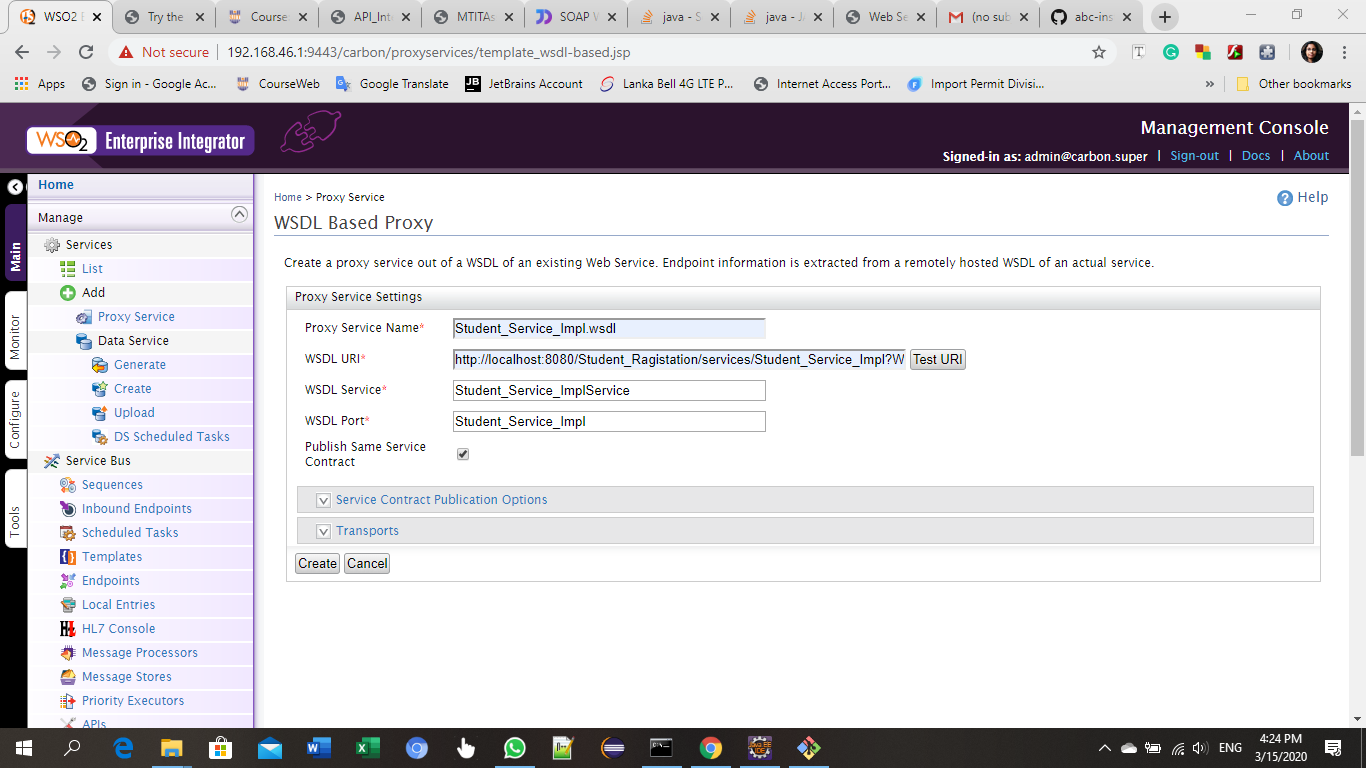 WSO2 E
Try the
Course
API_Int
MTITAs
SOAP W
java - S
java - Ja
Web Se
(no sub
abc-ins
Not secure
192.168.46.1:9443/carbon/proxyservices/template_wsdl-based.jsp
Apps
Sign in - Google Ac...
CourseWeb
Google Translate
JetBrains Account
Lanka Bell 4G LTE P...
Internet Access Port...
Import Permit Divisi...
»
Other bookmarks
WSO2 Enterprise Integrator
Management Console
Signed-in as: admin@carbon.super | Sign-out | Docs | About
Main
Monitor
Configure
Tools
Home
Manage
Services
List
Add
Proxy Service
Data Service
Generate
Create
Upload
DS Scheduled Tasks
Service Bus
Sequences
Inbound Endpoints
Scheduled Tasks
Templates
Endpoints
Local Entries
HL7 Console
Message Processors
Message Stores
Priority Executors
APIs
Home > Proxy Service
Help
WSDL Based Proxy
Create a proxy service out of a WSDL of an existing Web Service. Endpoint information is extracted from a remotely hosted WSDL of an actual service.
Proxy Service Settings
Proxy Service Name* Student_Service_Impl.wsdl
WSDL URI* http://localhost:8080/Student_Ragistation/services/Student_Service_Impl?W Test URI
WSDL Service* Student_Service_ImplService
WSDL Port* Student_Service_Impl
Publish Same Service
Contract
Service Contract Publication Options
Transports
Create Cancel
ENG
4:24 PM
3/15/2020